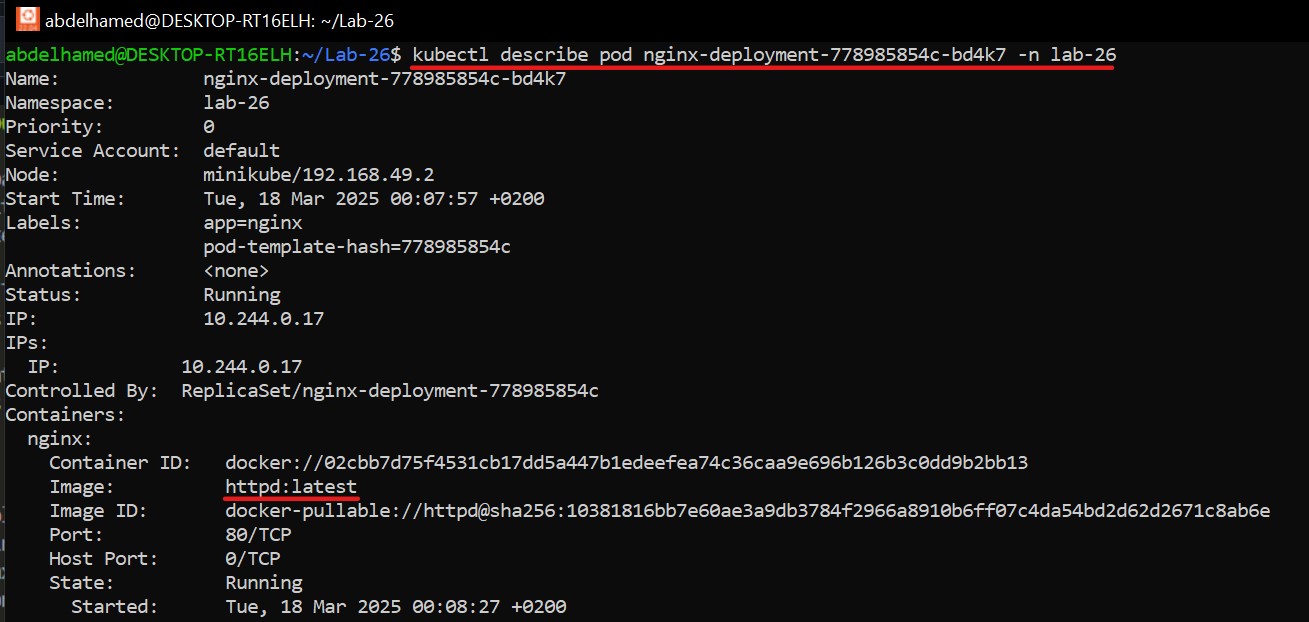 abdelhamed@DESKTOP-RT16ELH: ~/Lab-26
abdelhamed@DESKTOP-RT16ELH:~/Lab-26$ kubectl describe pod nginx-deployment-778985854c-bd4k7 -n lab-26
Name:             nginx-deployment-778985854c-bd4k7
Namespace:        lab-26
Priority:         0
Service Account:  default
Node:             minikube/192.168.49.2
Start Time:       Tue, 18 Mar 2025 00:07:57 +0200
Labels:           app=nginx
                  pod-template-hash=778985854c
Annotations:      <none>
Status:           Running
IP:               10.244.0.17
IPs:
  IP:           10.244.0.17
Controlled By:  ReplicaSet/nginx-deployment-778985854c
Containers:
  nginx:
    Container ID:   docker://02cbb7d75f4531cb17dd5a447b1edeefea74c36caa9e696b126b3c0dd9b2bb13
    Image:          httpd:latest
    Image ID:       docker-pullable://httpd@sha256:10381816bb7e60ae3a9db3784f2966a8910b6ff07c4da54bd2d62d2671c8ab6e
    Port:           80/TCP
    Host Port:      0/TCP
    State:          Running
      Started:      Tue, 18 Mar 2025 00:08:27 +0200